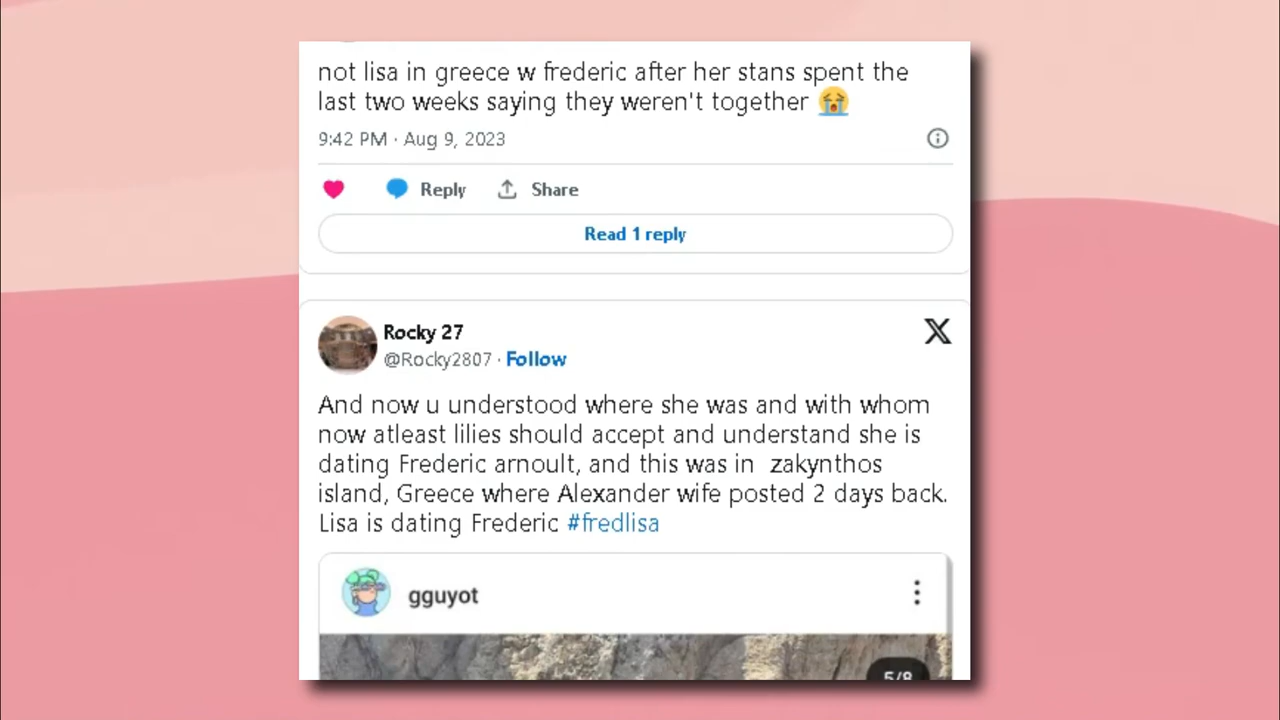 not lisa in greece w frederic after her stans spent the
last two weeks saying they weren't together 😭
9:42 PM · Aug 9, 2023
Reply Share
Read 1 reply
Rocky 27
@Rocky2807 · Follow
And now u understood where she was and with whom
now atleast lilies should accept and understand she is
dating Frederic arnoult, and this was in zakynthos
island, Greece where Alexander wife posted 2 days back.
Lisa is dating Frederic #fredlisa
gguyot
5/8